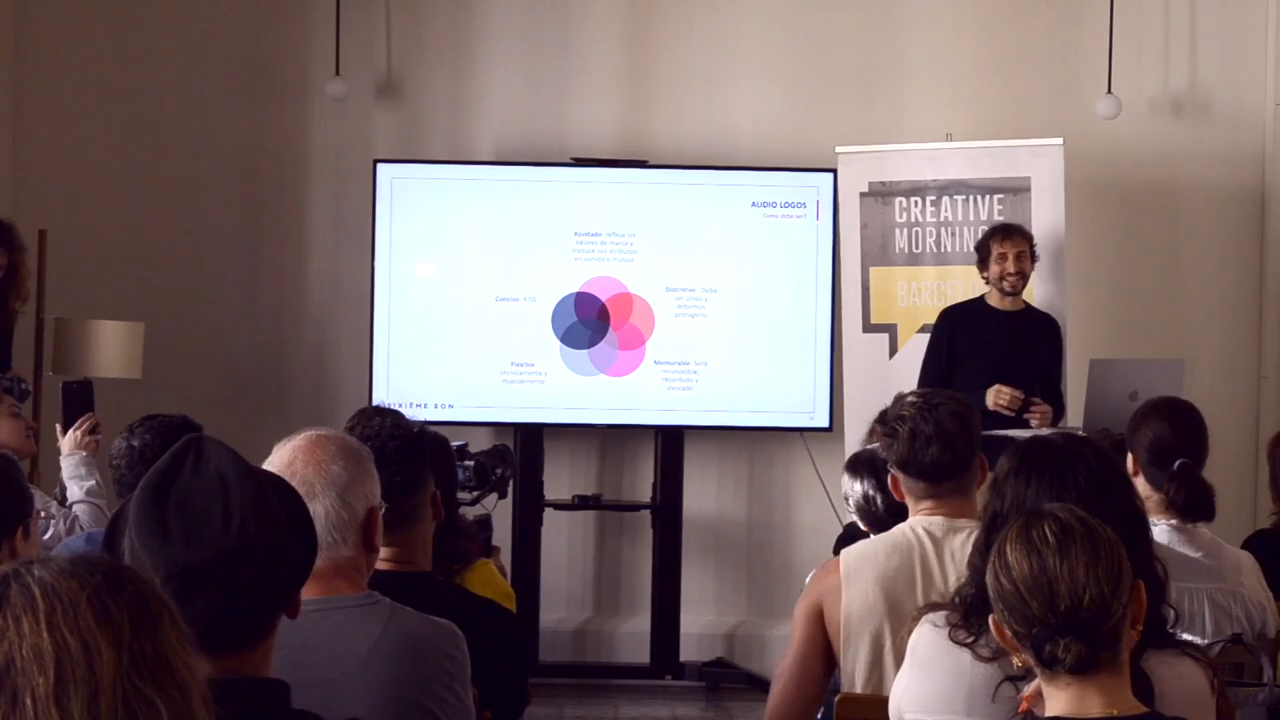 AUDIO LOGOS
Como debe ser?
Ajustado: refleja los
valores de marca y
traduce sus atributos
en sonido o música
Conciso: KISS
Distintivo: Debe
ser único y
debemos
protegerlo
Flexible
técnicamente y
musicalmente
Memorable: Será
reconocible,
recordado y
evocado
SIXIÈME SON
CREATIVE
MORNING
BARCELO